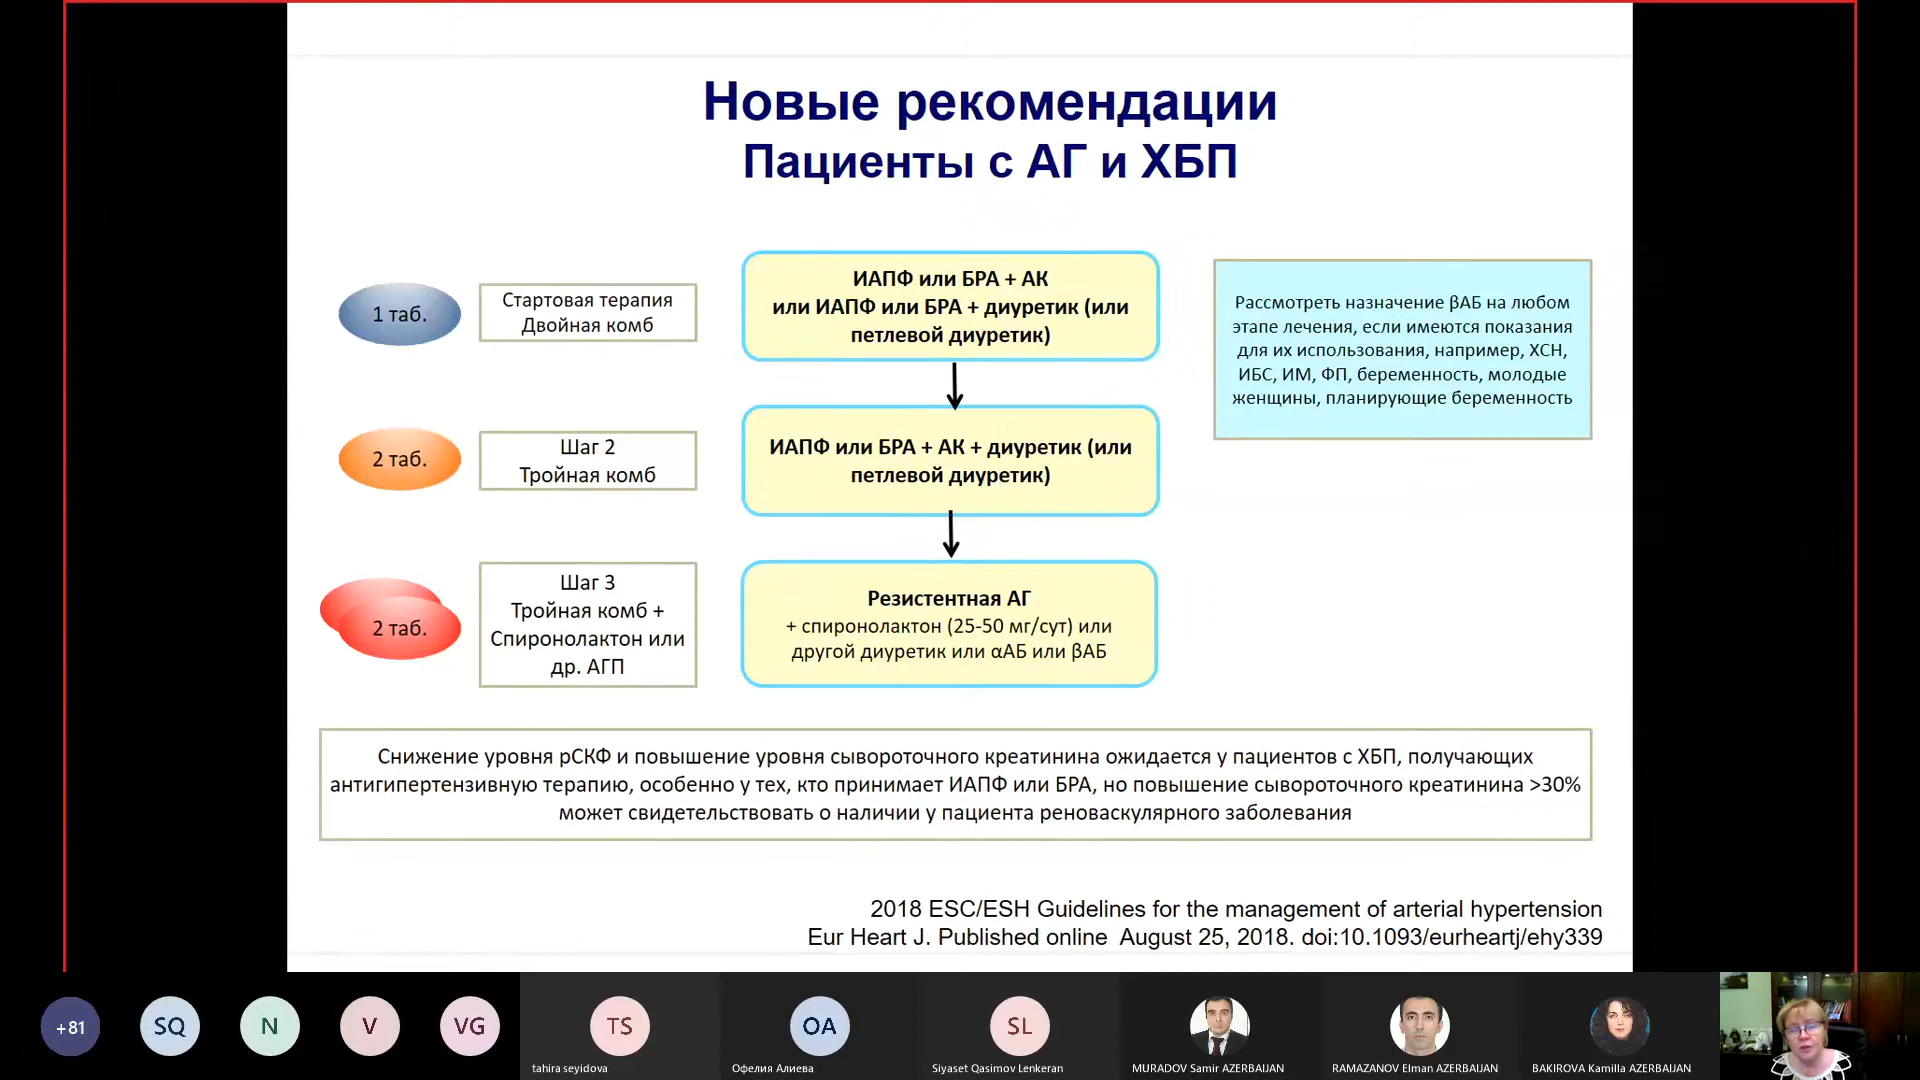 Новые рекомендации
Пациенты с АГ и ХБП
1 таб.
Стартовая терапия
Двойная комб
ИАПФ или БРА + АК
или ИАПФ или БРА + диуретик (или
петлевой диуретик)
Рассмотреть назначение βАБ на любом
этапе лечения, если имеются показания
для их использования, например, ХСН,
ИБС, ИМ, ФП, беременность, молодые
женщины, планирующие беременность
2 таб.
Шаг 2
Тройная комб
ИАПФ или БРА + АК + диуретик (или
петлевой диуретик)
2 таб.
Шаг 3
Тройная комб +
Спиронолактон или
др. АГП
Резистентная АГ
+ спиронолактон (25-50 мг/сут) или
другой диуретик или αАБ или βАБ
Снижение уровня рСКФ и повышение уровня сывороточного креатинина ожидается у пациентов с ХБП, получающих
антигипертензивную терапию, особенно у тех, кто принимает ИАПФ или БРА, но повышение сывороточного креатинина >30%
может свидетельствовать о наличии у пациента реноваскулярного заболевания
2018 ESC/ESH Guidelines for the management of arterial hypertension
Eur Heart J. Published online August 25, 2018. doi:10.1093/eurheartj/ehy339
+81
SQ
N
V
VG
TS
OA
SL
tahira seyidova
Офелия Алиева
Siyaset Qasimov Lenkeran
MURADOV Samir AZERBAIJAN
RAMAZANOV Elman AZERBAIJAN
BAKIROVA Kamilla AZERBAIJAN